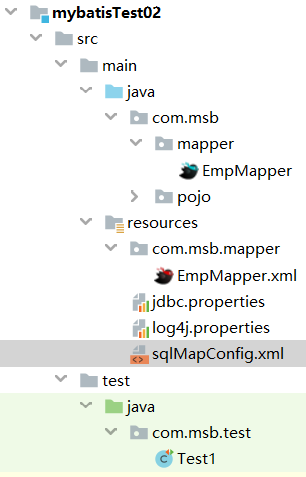 mybatisTest02
src
main
java
com.msb
mapper
EmpMapper
pojo
resources
com.msb.mapper
EmpMapper.xml
jdbc.properties
log4j.properties
sqlMapConfig.xml
test
java
com.msb.test
Test1